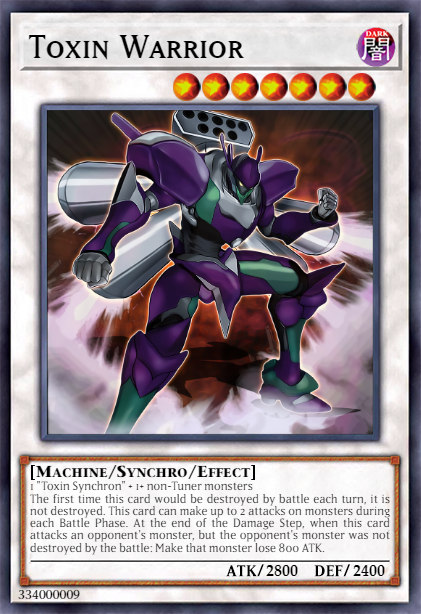 Toxin Warrior
DARK
闇
[Machine/Synchro/Effect]
1 "Toxin Synchron" + 1+ non-Tuner monsters
The first time this card would be destroyed by battle each turn, it is
not destroyed. This card can make up to 2 attacks on monsters during
each Battle Phase. At the end of the Damage Step, when this card
attacks an opponent's monster, but the opponent's monster was not
destroyed by the battle: Make that monster lose 800 ATK.
ATK/2800 DEF/2400
334000009